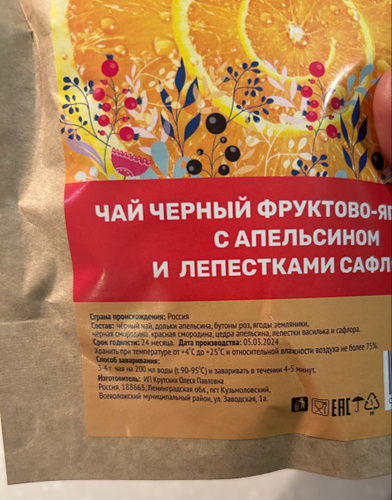 ЧАЙ ЧЕРНЫЙ ФРУКТОВО-ЯГ
С АПЕЛЬСИНОМ
И ЛЕПЕСТКАМИ САФЛ
Страна происхождения: Россия
Состав: чёрный чай, дольки апельсина, бутоны роз, ягоды земляники,
чёрная смородина, красная смородина, цедра апельсина, лепестки василька и сафлора.
Срок годности: 24 месяца. Дата производства: 05.03.2024
Хранить при температуре от +4°C до +25°C и относительной влажности воздуха не более 75%
Способ заваривания:
3-4 г. чая на 200 мл воды (t 90-95°C) и заваривать в течении 4-5 минут.
Изготовитель: ИП Крутских Олеся Павловна
Россия, 188663, Ленинградская обл., пгт Кузьмоловский,
Всеволожский муниципальный район, ул. Заводская, 1а.
EAC